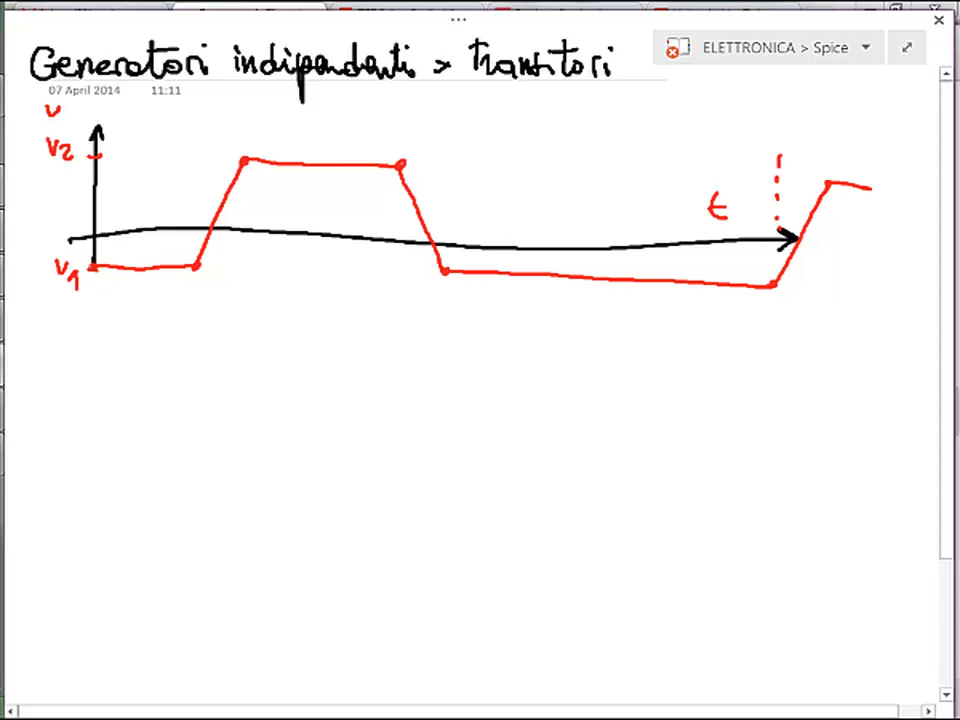 Generatori indipendenti > transitori
ELETTRONICA > Spice
07 April 2014 11:11
v
V2
t
V1